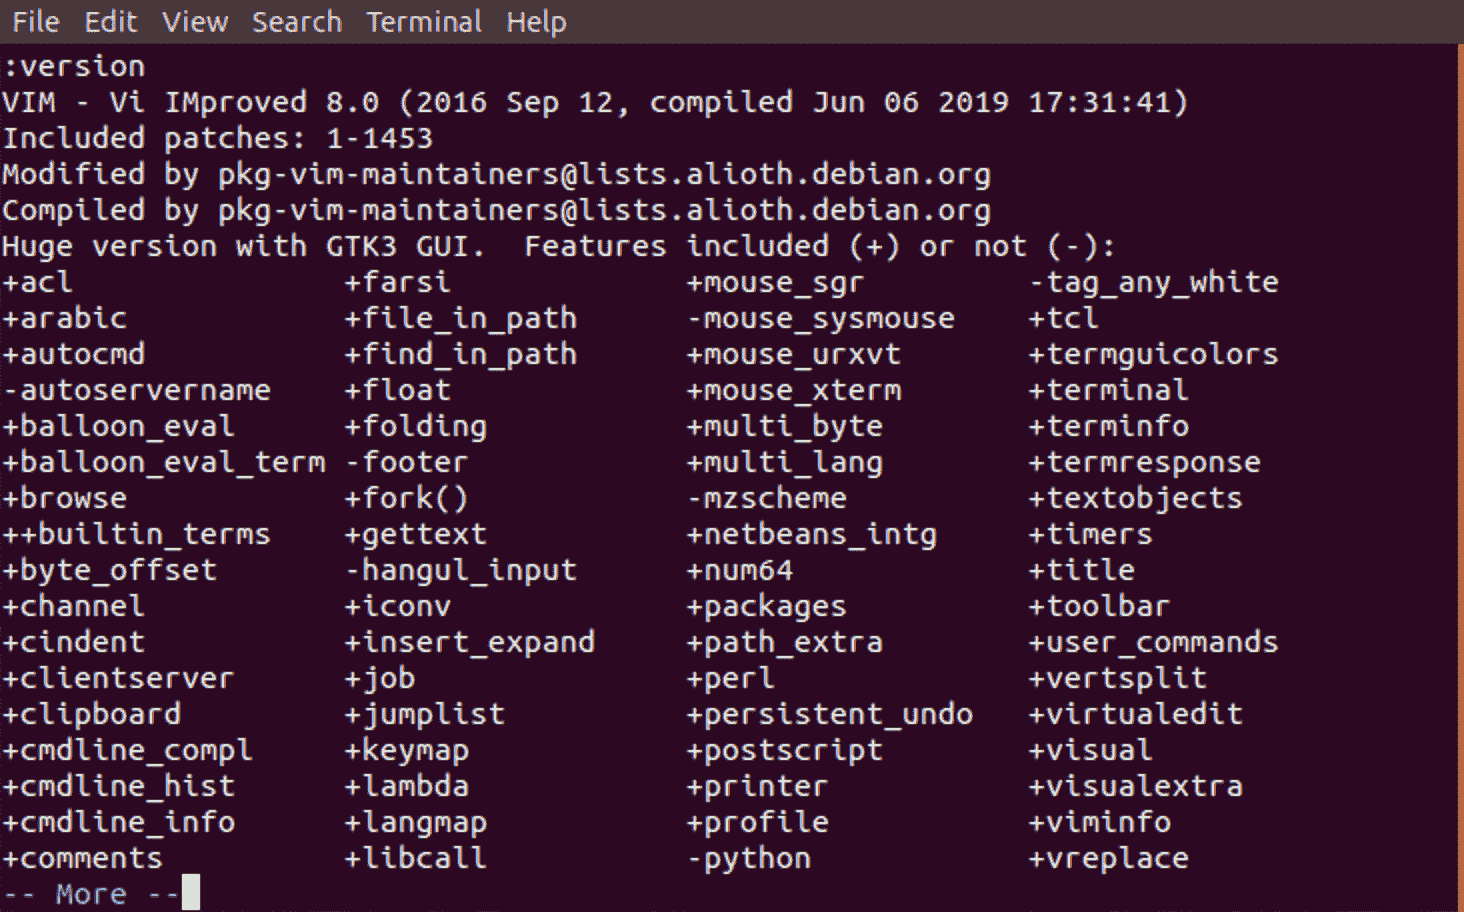 File Edit View Search Terminal Help
:version
VIM - Vi IMproved 8.0 (2016 Sep 12, compiled Jun 06 2019 17:31:41)
Included patches: 1-1453
Modified by pkg-vim-maintainers@lists.alioth.debian.org
Compiled by pkg-vim-maintainers@lists.alioth.debian.org
Huge version with GTK3 GUI.  Features included (+) or not (-):
+acl               +farsi             +mouse_sgr         -tag_any_white
+arabic            +file_in_path      -mouse_sysmouse    +tcl
+autocmd           +find_in_path      +mouse_urxvt       +termguicolors
-autoservername    +float             +mouse_xterm       +terminal
+balloon_eval      +folding           +multi_byte        +terminfo
+balloon_eval_term -footer            +multi_lang        +termresponse
+browse            +fork()            -mzscheme          +textobjects
++builtin_terms    +gettext           +netbeans_intg     +timers
+byte_offset       -hangul_input      +num64             +title
+channel           +iconv             +packages          +toolbar
+cindent           +insert_expand     +path_extra        +user_commands
+clientserver      +job               +perl              +vertsplit
+clipboard         +jumplist          +persistent_undo   +virtualedit
+cmdline_compl     +keymap            +postscript        +visual
+cmdline_hist      +lambda            +printer           +visualextra
+cmdline_info      +langmap           +profile           +viminfo
+comments          +libcall           -python            +vreplace
-- More --